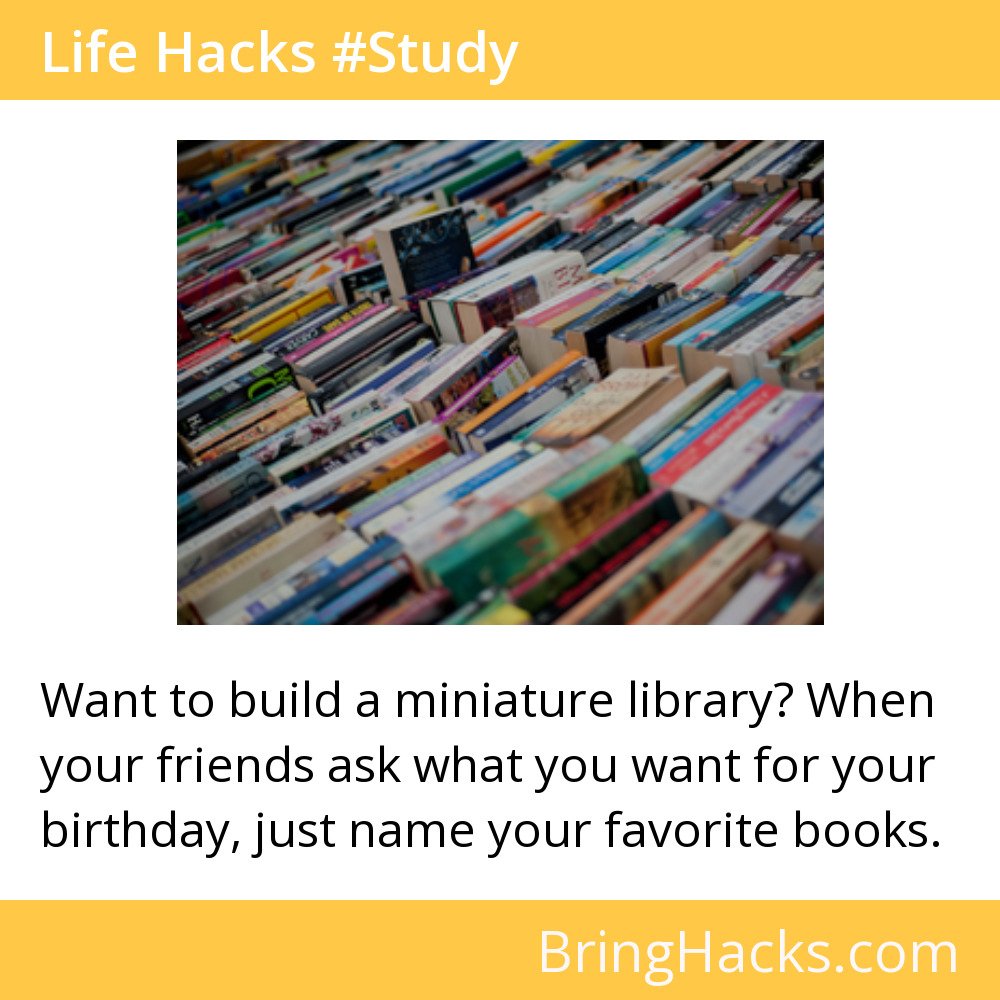 Life Hacks #Study
Want to build a miniature library? When
your friends ask what you want for your
birthday, just name your favorite books.
BringHacks.com